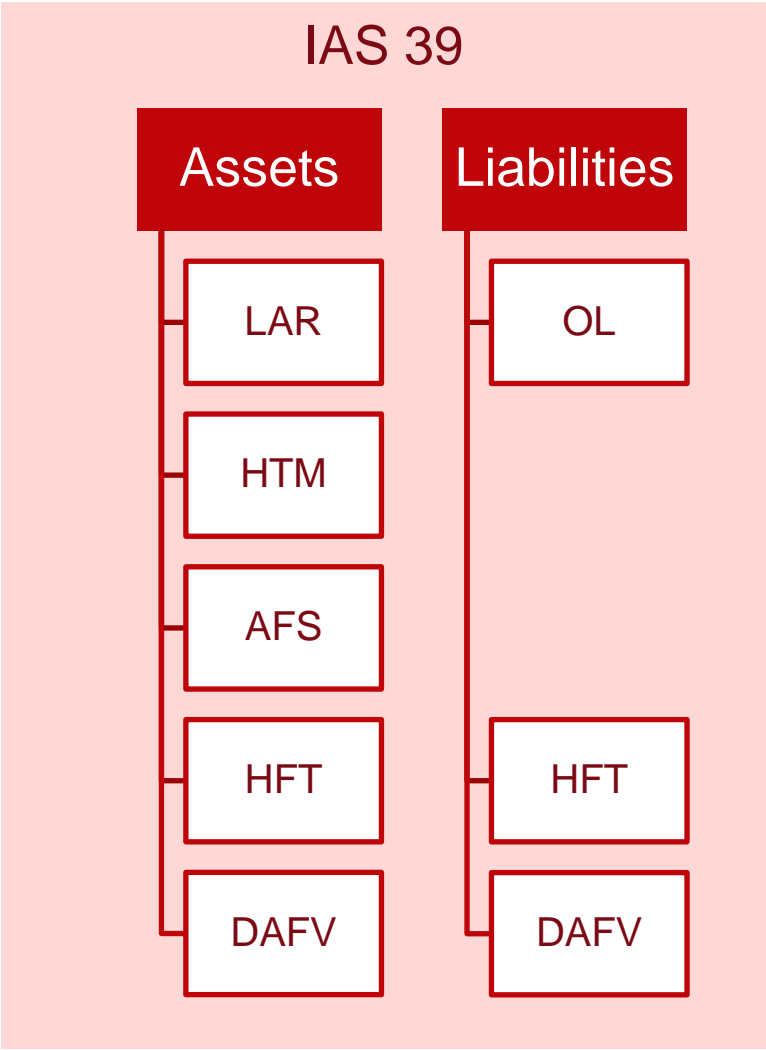 IAS 39
Assets
LAR
HTM
AFS
HFT
DAFV
Liabilities
OL
HFT
DAFV